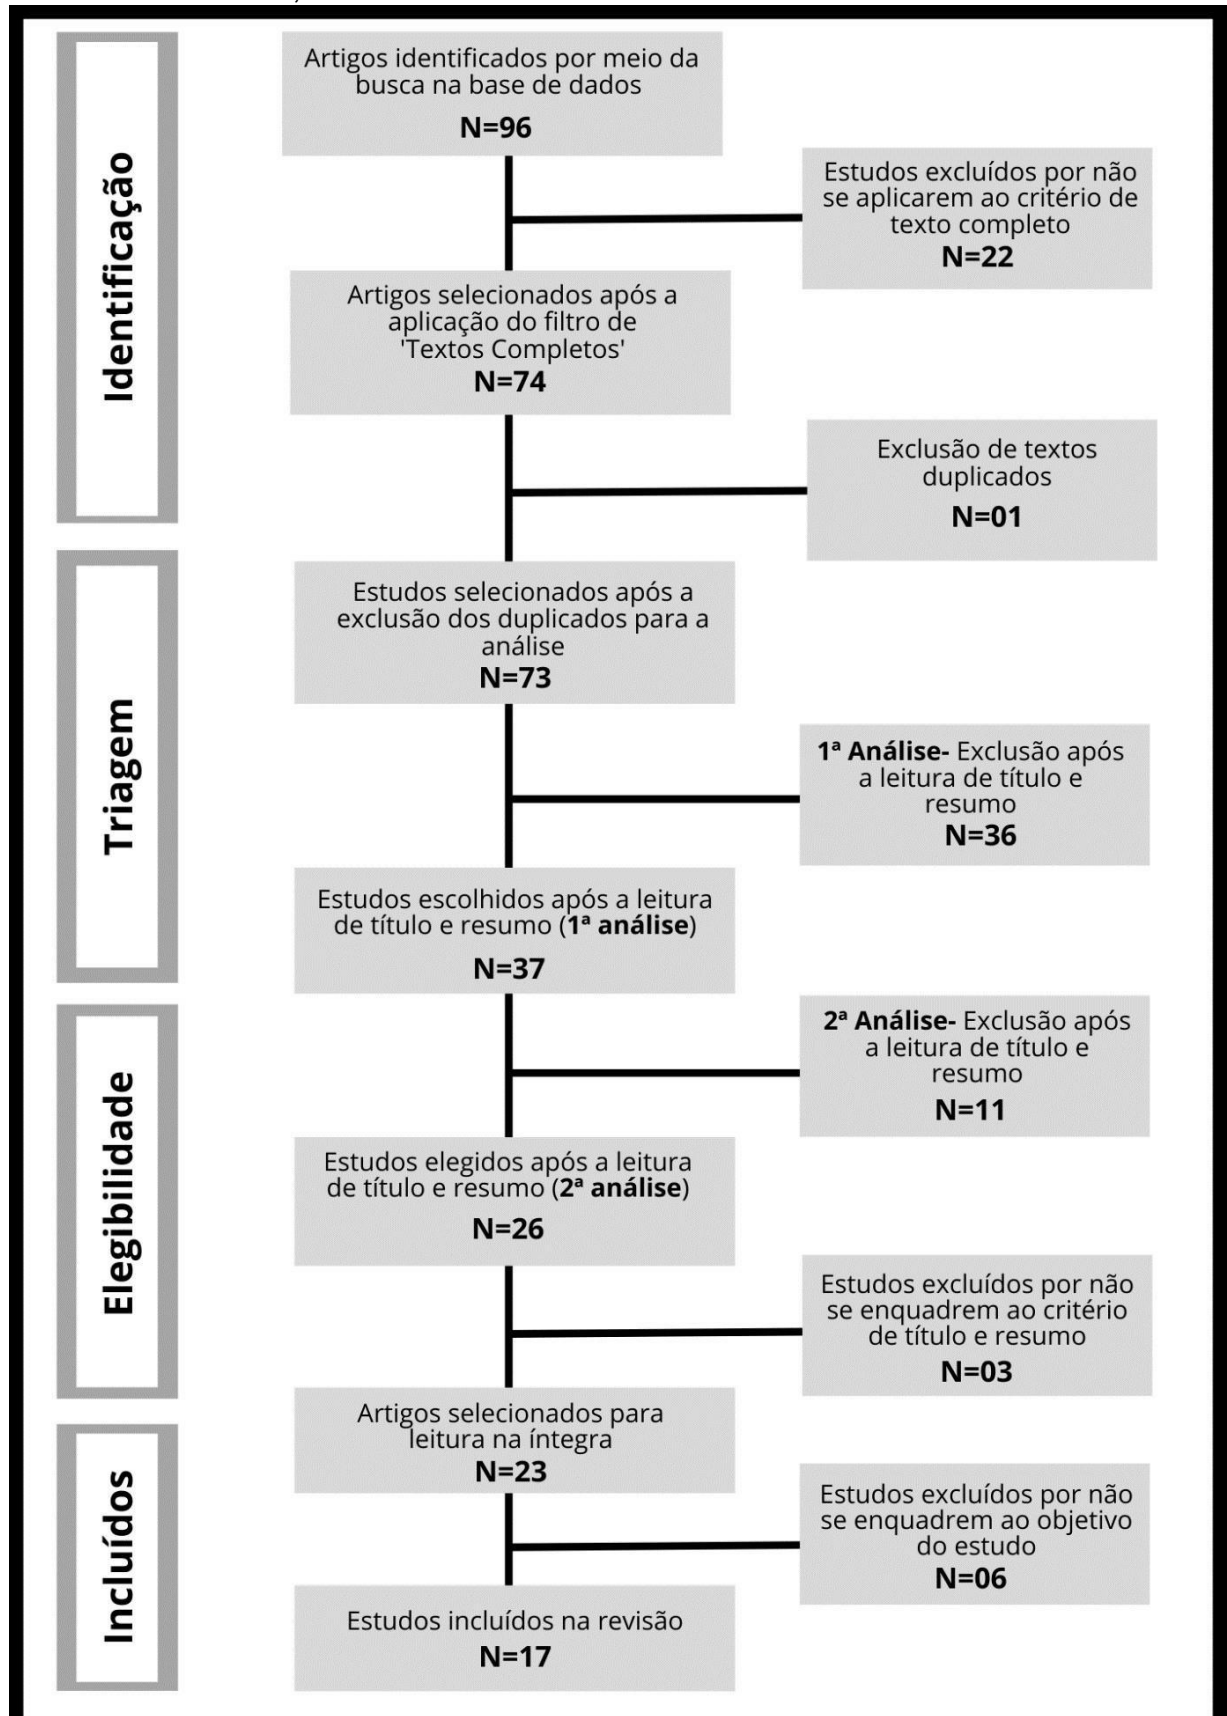 Identificação
Artigos identificados por meio da
busca na base de dados
N=96
Estudos excluídos por não
se aplicarem ao critério de
texto completo
N=22
Artigos selecionados após a
aplicação do filtro de
'Textos Completos'
N=74
Exclusão de textos
duplicados
N=01
Triagem
Estudos selecionados após a
exclusão dos duplicados para a
análise
N=73
1ª Análise- Exclusão após
a leitura de título e
resumo
N=36
Estudos escolhidos após a leitura
de título e resumo (1ª análise)
N=37
Elegibilidade
2ª Análise- Exclusão após
a leitura de título e
resumo
N=11
Estudos elegidos após a leitura
de título e resumo (2ª análise)
N=26
Estudos excluídos por não
se enquadrem ao critério
de título e resumo
N=03
Incluídos
Artigos selecionados para
leitura na íntegra
N=23
Estudos excluídos por não
se enquadrem ao objetivo
do estudo
N=06
Estudos incluídos na revisão
N=17